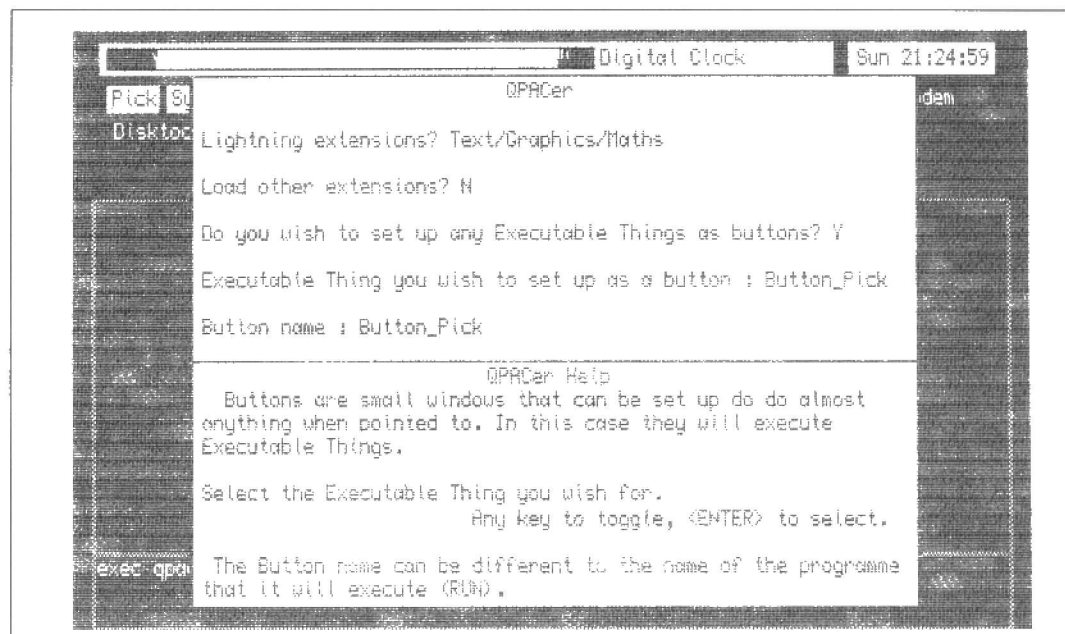 Digital Clock
Sun 21:24:59
QPACer
Pick
Disktoc
Lightning extensions? Text/Graphics/Maths
Load other extensions? N
Do you wish to set up any Executable Things as buttons? Y
Executable Thing you wish to set up as a button : Button_Pick
Button name : Button_Pick
QPACer Help
Buttons are small windows that can be set up do do almost
anything when pointed to. In this case they will execute
Executable Things.
Select the Executable Thing you wish for.
Any key to toggle, <ENTER> to select.
exec
The Button name can be different to the name of the programme
that it will execute (RUN).